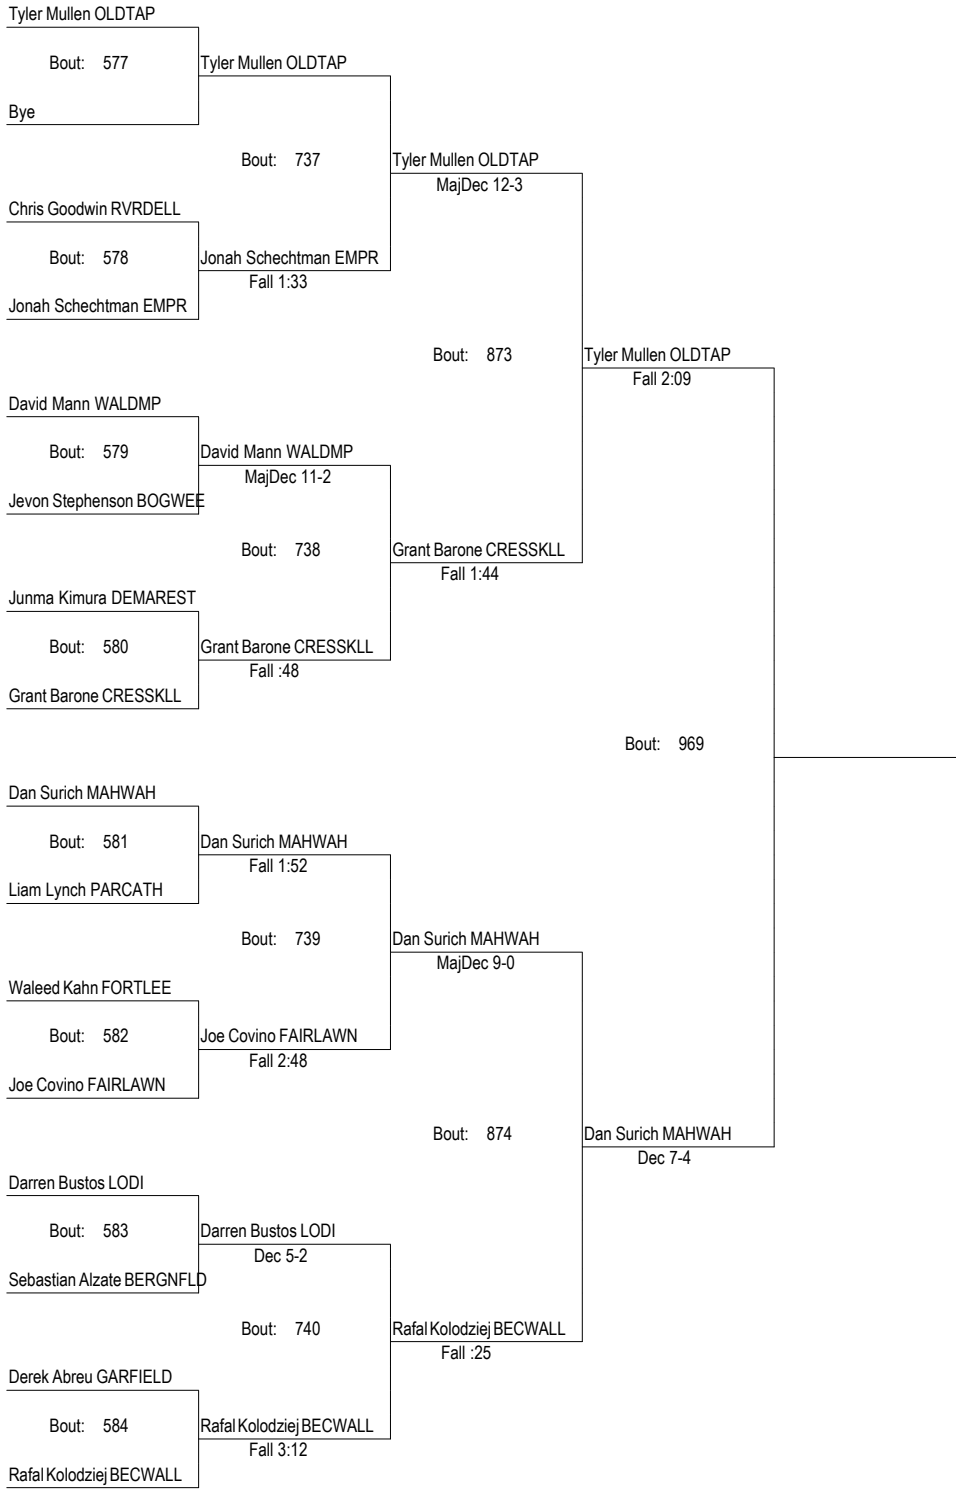 Tyler Mullen OLDTAP
Bout: 577
Tyler Mullen OLDTAP
Bye
Bout: 737
Tyler Mullen OLDTAP
MajDec 12-3
Chris Goodwin RVRDELL
Bout: 578
Jonah Schechtman EMPR
Fall 1:33
Jonah Schechtman EMPR
Bout: 873
Tyler Mullen OLDTAP
Fall 2:09
David Mann WALDMP
Bout: 579
David Mann WALDMP
MajDec 11-2
Jevon Stephenson BOGWEE
Bout: 738
Grant Barone CRESSKLL
Fall 1:44
Junma Kimura DEMAREST
Bout: 580
Grant Barone CRESSKLL
Fall :48
Grant Barone CRESSKLL
Bout: 969
Dan Surich MAHWAH
Bout: 581
Dan Surich MAHWAH
Fall 1:52
Liam Lynch PARCATH
Bout: 739
Dan Surich MAHWAH
MajDec 9-0
Waleed Kahn FORTLEE
Bout: 582
Joe Covino FAIRLAWN
Fall 2:48
Joe Covino FAIRLAWN
Bout: 874
Dan Surich MAHWAH
Dec 7-4
Darren Bustos LODI
Bout: 583
Darren Bustos LODI
Dec 5-2
Sebastian Alzate BERGNFLD
Bout: 740
Rafal Kolodziej BECWALL
Fall :25
Derek Abreu GARFIELD
Bout: 584
Rafal Kolodziej BECWALL
Fall 3:12
Rafal Kolodziej BECWALL